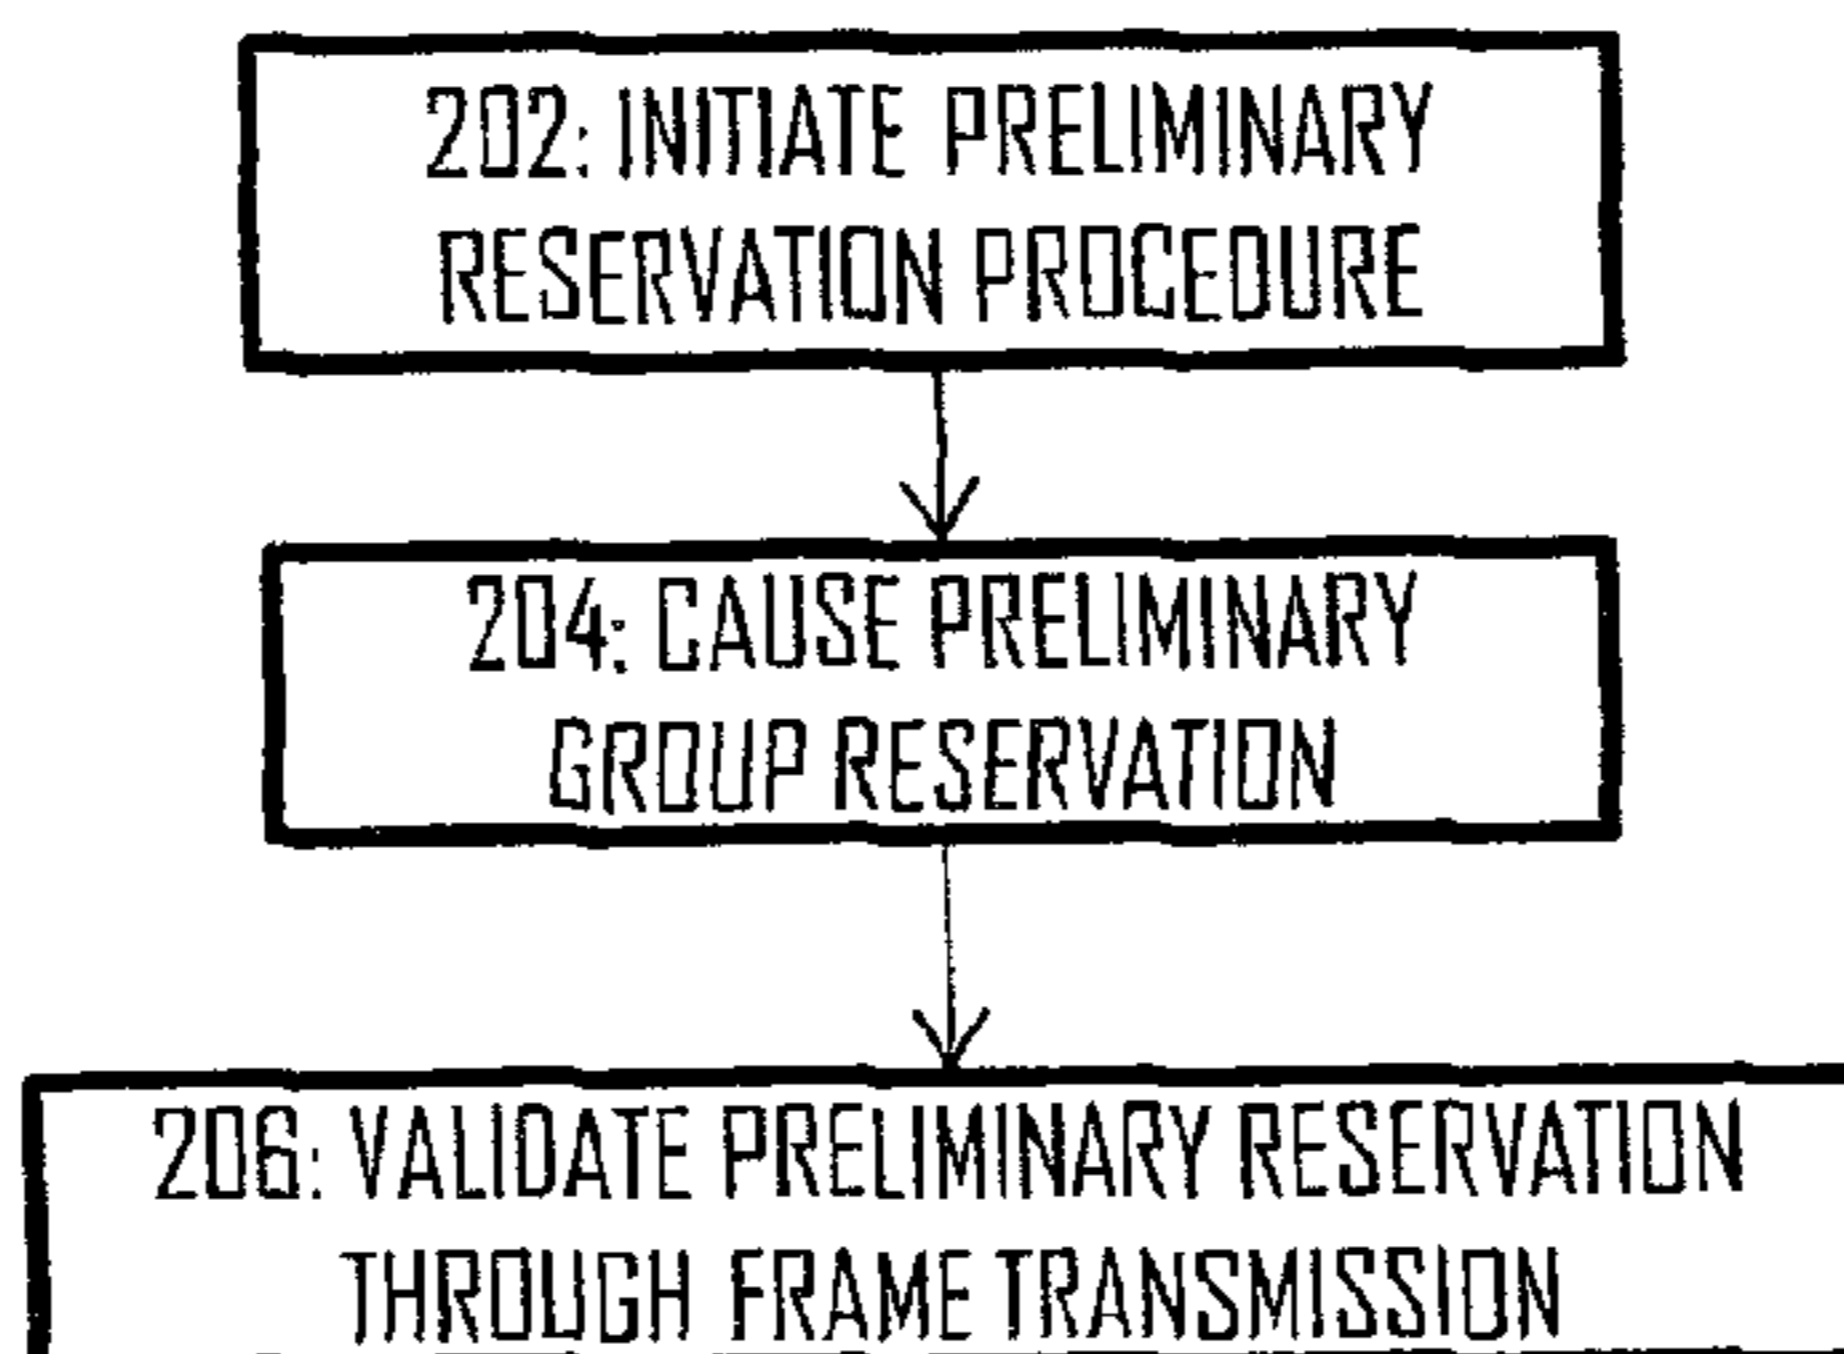 202: INITIATE PRELIMINARY
RESERVATION PROCEDURE
204: CAUSE PRELIMINARY
GROUP RESERVATION
206: VALIDATE PRELIMINARY RESERVATION
THROUGH FRAME TRANSMISSION